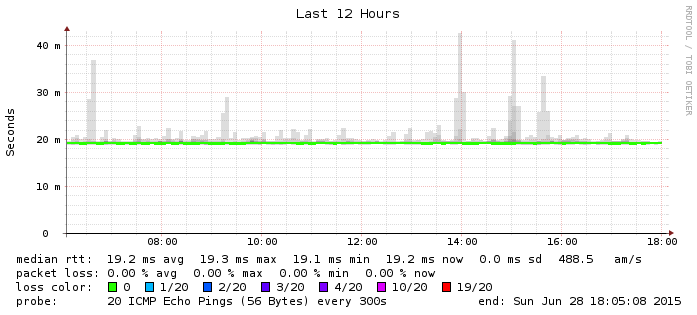 Last 12 Hours
RRDTOOL / TOBI OETIKER
Seconds
40 m
30 m
20 m
10 m
0
08:00 10:00 12:00 14:00 16:00 18:00
median rtt: 19.2 ms avg 19.3 ms max 19.1 ms min 19.2 ms now 0.0 ms sd 488.5 am/s
packet loss: 0.00 % avg 0.00 % max 0.00 % min 0.00 % now
loss color: 0 1/20 2/20 3/20 4/20 10/20 19/20
probe: 20 ICMP Echo Pings (56 Bytes) every 300s end: Sun Jun 28 18:05:08 2015